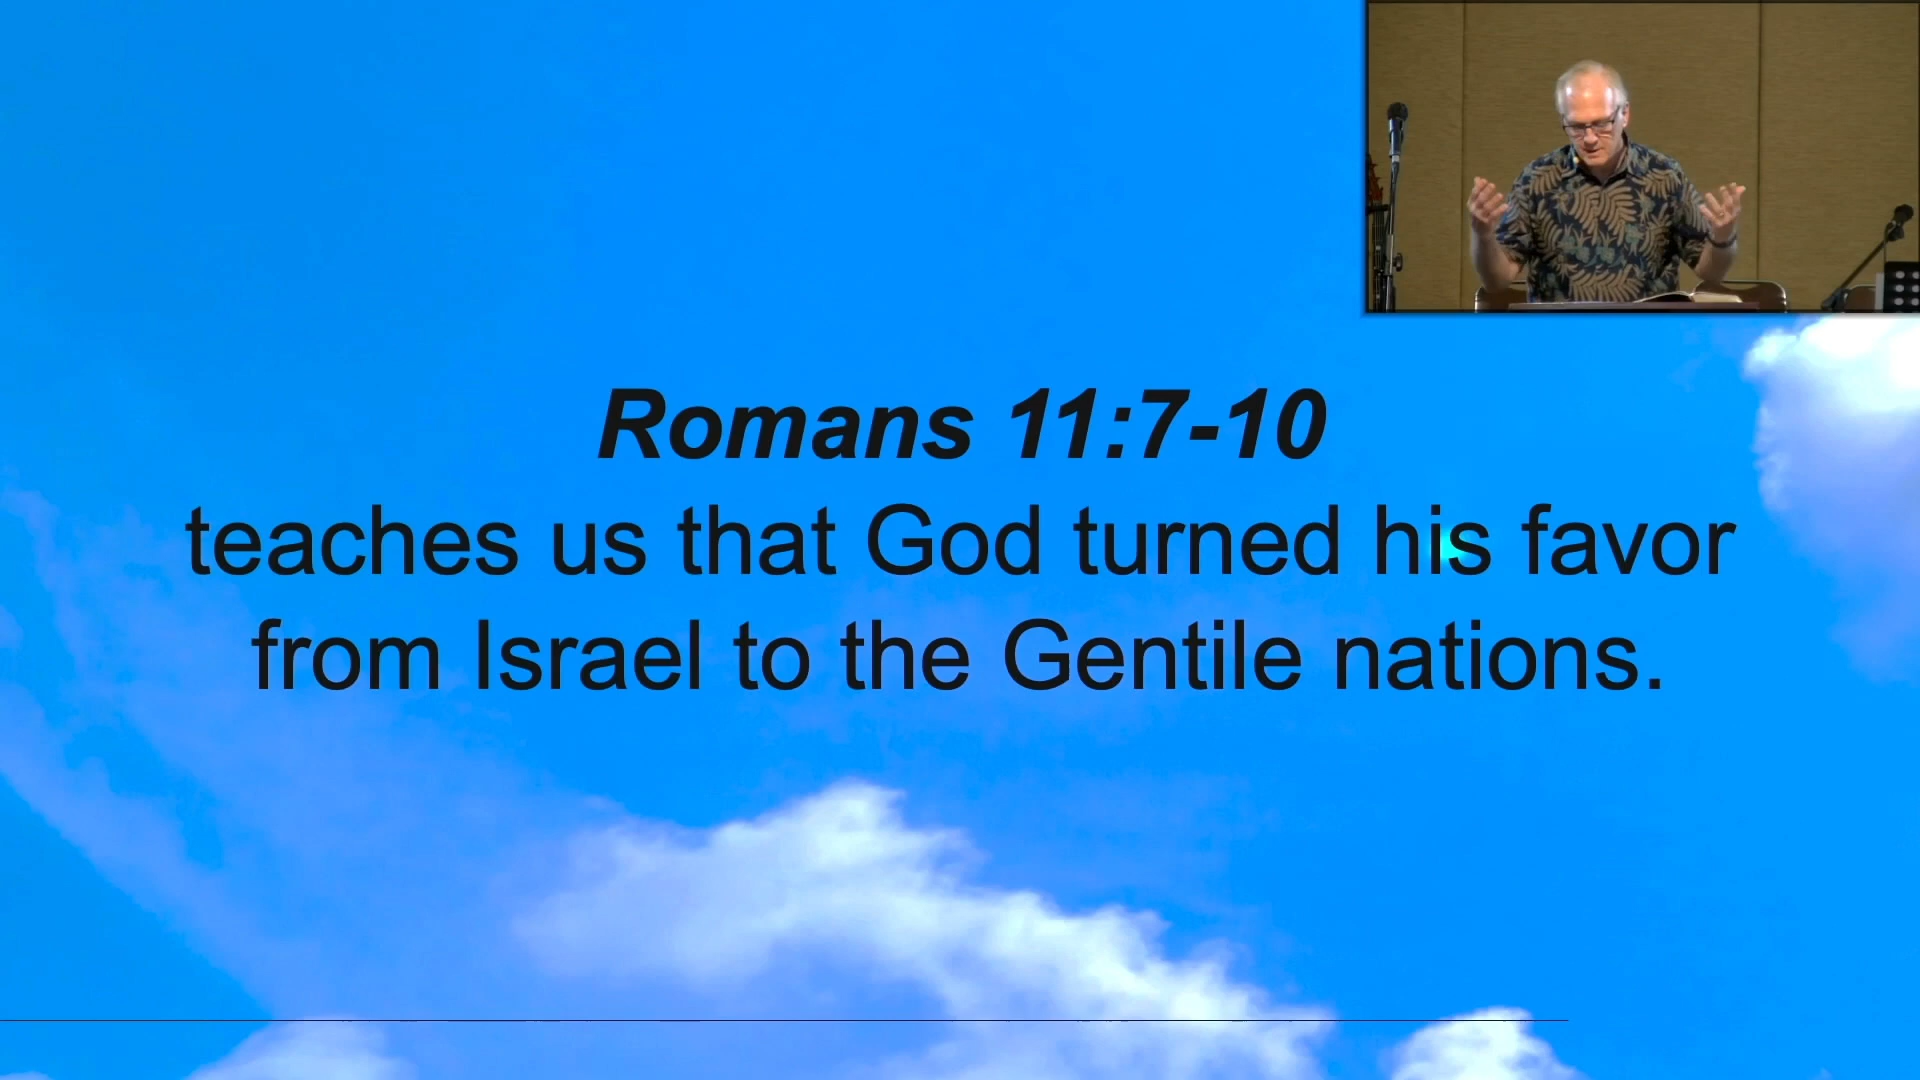 Romans 11:7-10
teaches us that God turned his favor
from Israel to the Gentile nations.